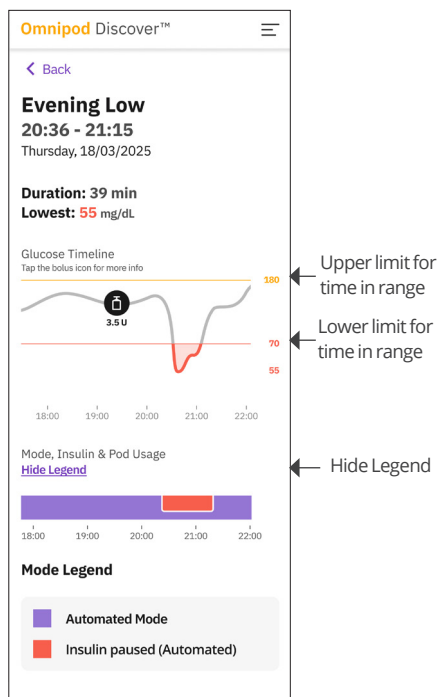 Omnipod Discover™
Back
Evening Low
20:36 - 21:15
Thursday, 18/03/2025
Duration: 39 min
Lowest: 55 mg/dL
Glucose Timeline
Tap the bolus icon for more info
180
3.5 U
70
55
18:00 19:00 20:00 21:00 22:00
Upper limit for
time in range
Lower limit for
time in range
Mode, Insulin & Pod Usage
Hide Legend
Hide Legend
18:00 19:00 20:00 21:00 22:00
Mode Legend
Automated Mode
Insulin paused (Automated)